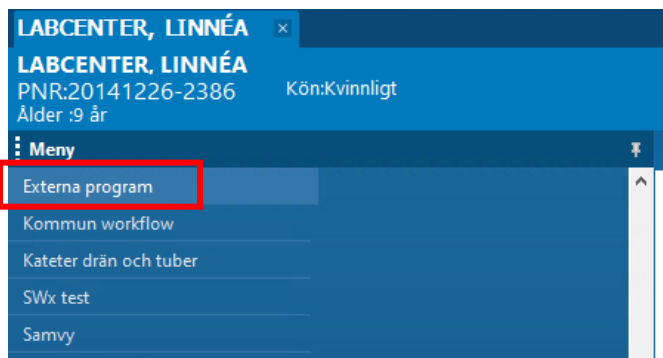 LABCENTER, LINNÉA ×
LABCENTER, LINNÉA
PNR:20141226-2386 Kön:Kvinnligt
Ålder :9 år
Meny
Externa program
Kommun workflow
Kateter drän och tuber
SWx test
Samvy